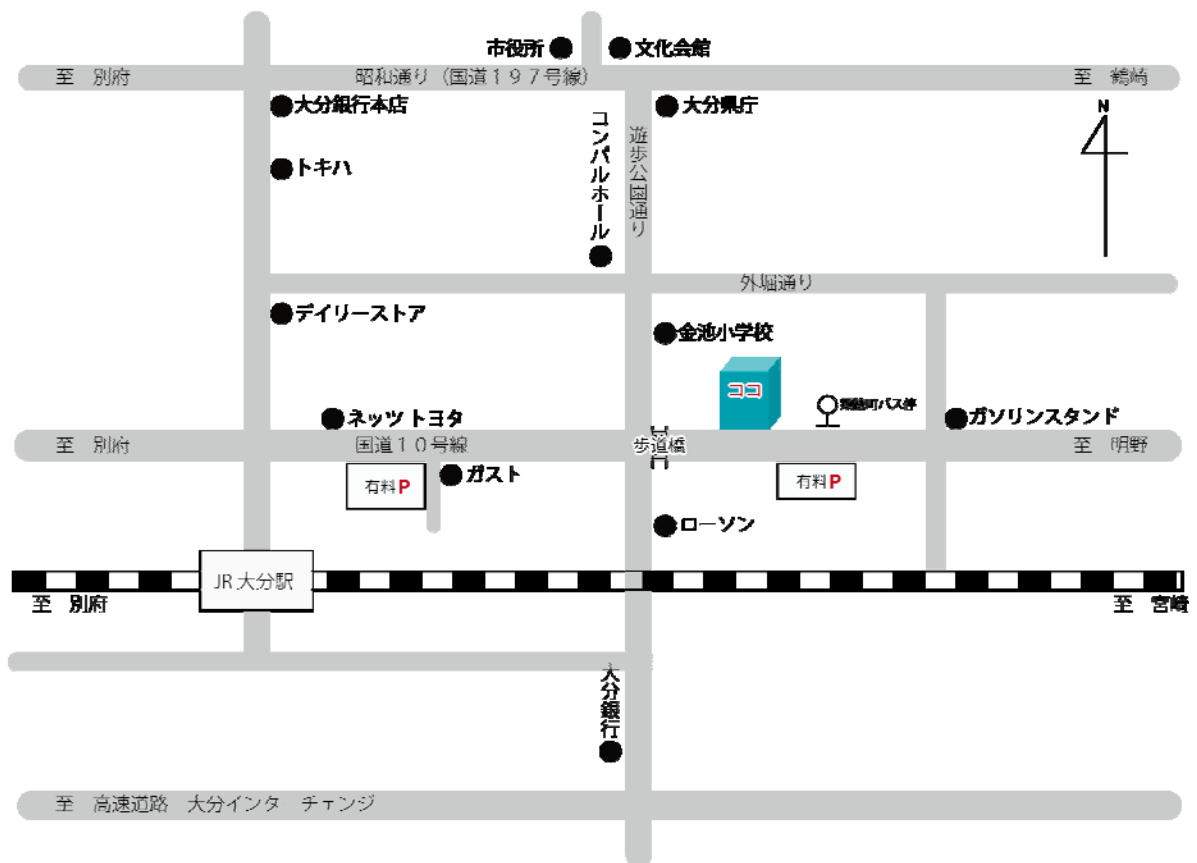 市役所
文化会館
至 別府
昭和通り（国道１９７号線）
至 鶴崎
大分銀行本店
大分県庁
N
トキハ
コンパルホール
遊歩公園通り
外堀通り
デイリーストア
金池小学校
ココ
ネッツトヨタ
町バス停
ガソリンスタンド
至 別府
国道１０号線
歩道橋
至 明野
有料P
ガスト
有料P
ローソン
JR 大分駅
至 別府
至 宮崎
大分銀行
至 高速道路 大分インタ チェンジ